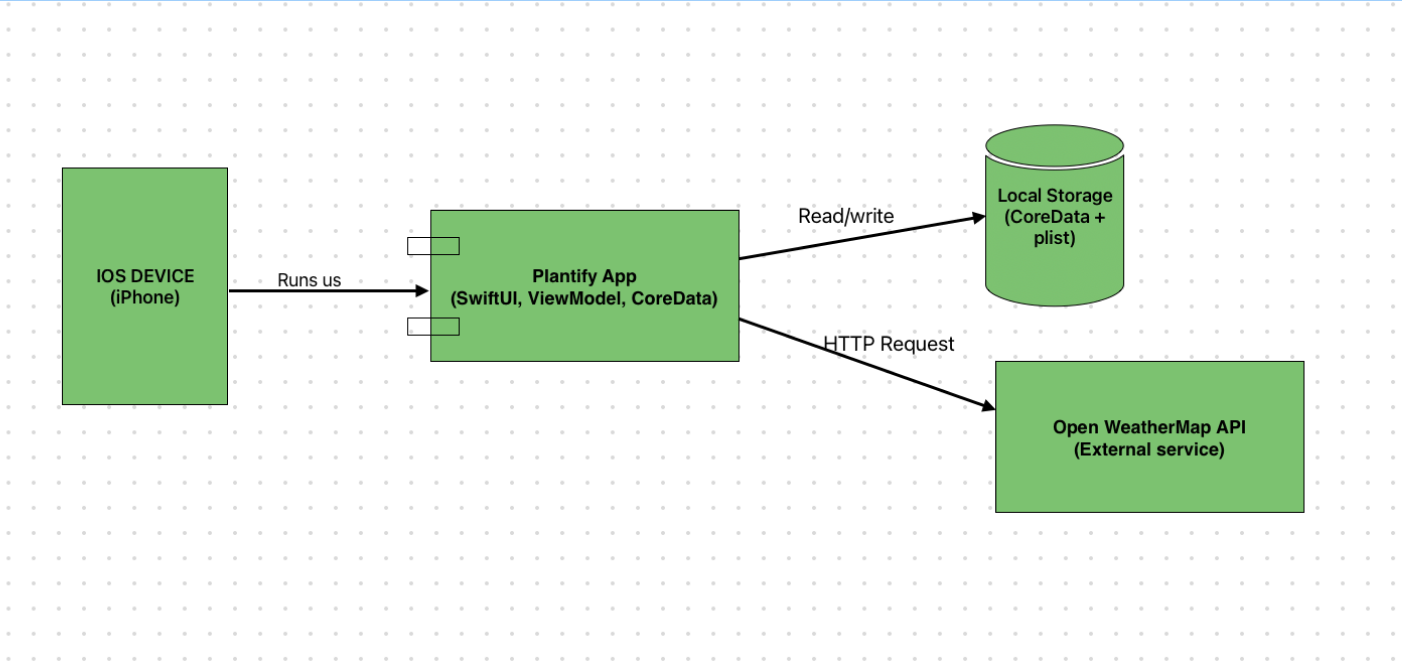 IOS DEVICE
(iPhone)
Runs us
Plantify App
(SwiftUI, ViewModel, CoreData)
Read/write
Local Storage
(CoreData +
plist)
HTTP Request
Open WeatherMap API
(External service)